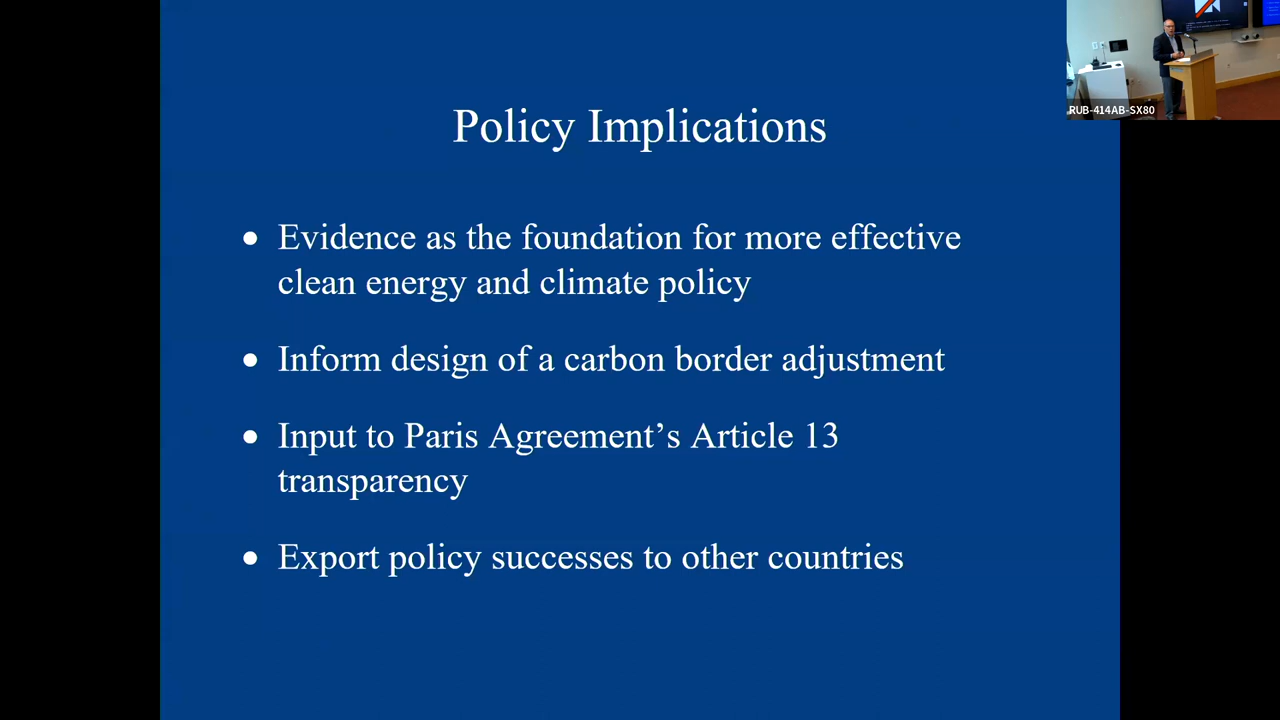 RUB-414AB-SX80
Policy Implications
• Evidence as the foundation for more effective
clean energy and climate policy
• Inform design of a carbon border adjustment
• Input to Paris Agreement’s Article 13
transparency
• Export policy successes to other countries